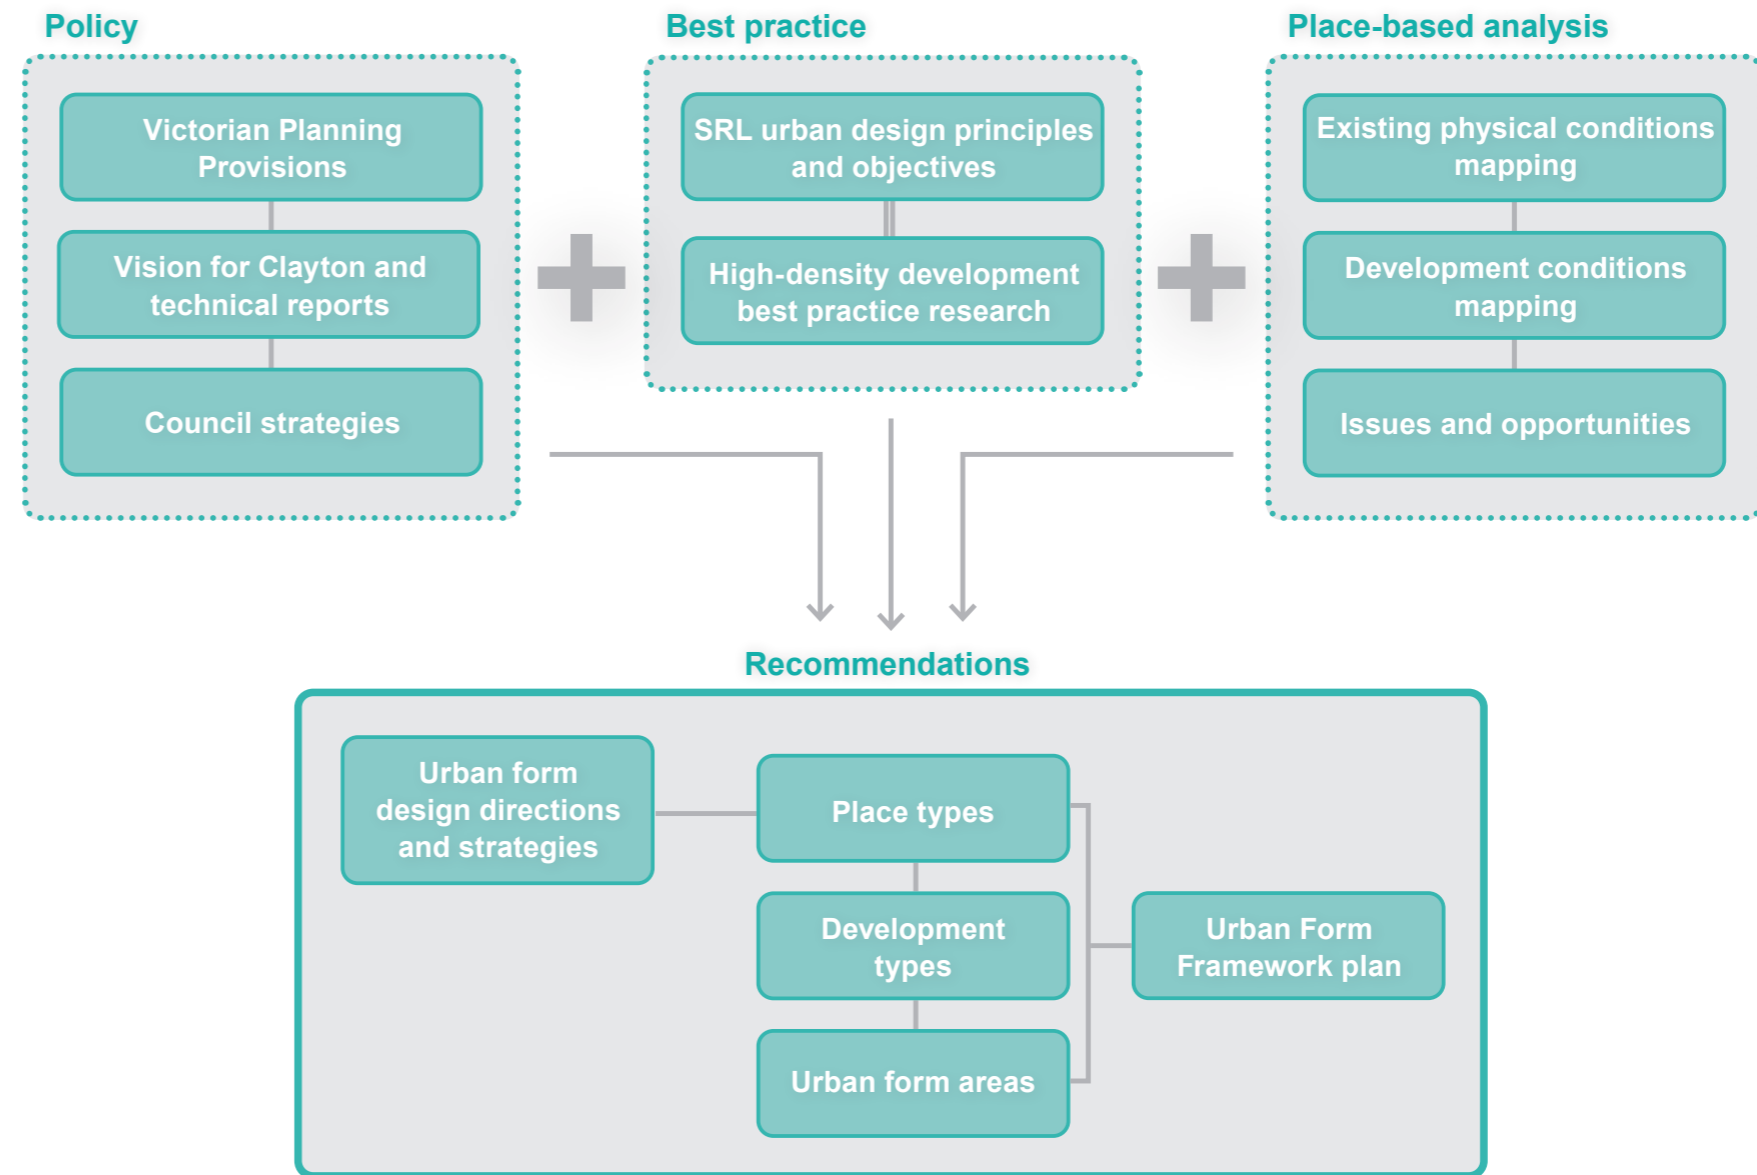 Policy
Victorian Planning
Provisions
Vision for Clayton and
technical reports
Council strategies
Best practice
SRL urban design principles
and objectives
High-density development
best practice research
Place-based analysis
Existing physical conditions
mapping
Development conditions
mapping
Issues and opportunities
Recommendations
Urban form
design directions
and strategies
Place types
Development
types
Urban form areas
Urban Form
Framework plan